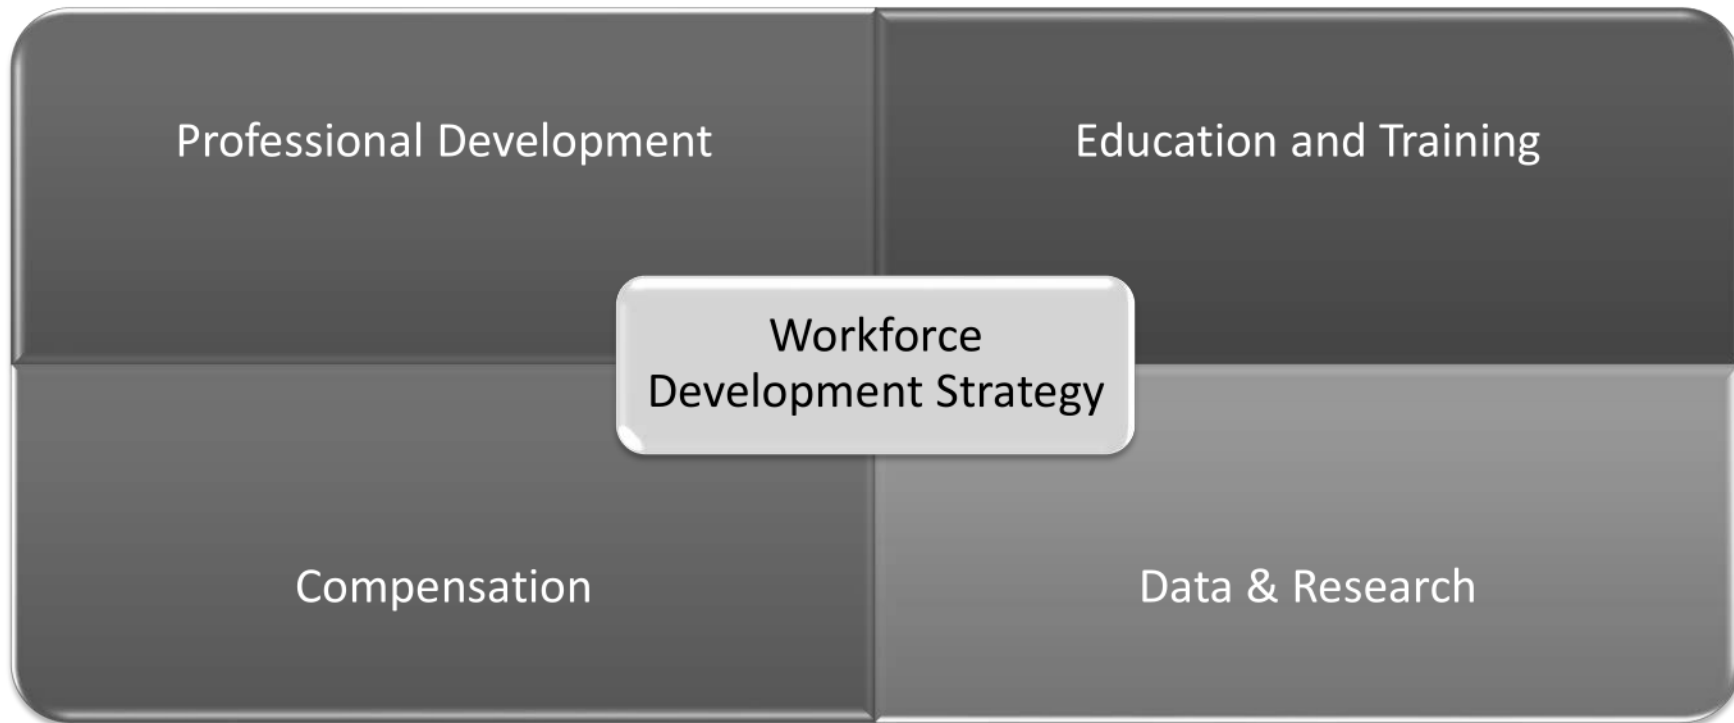 Professional Development
Education and Training
Workforce
Development Strategy
Compensation
Data & Research